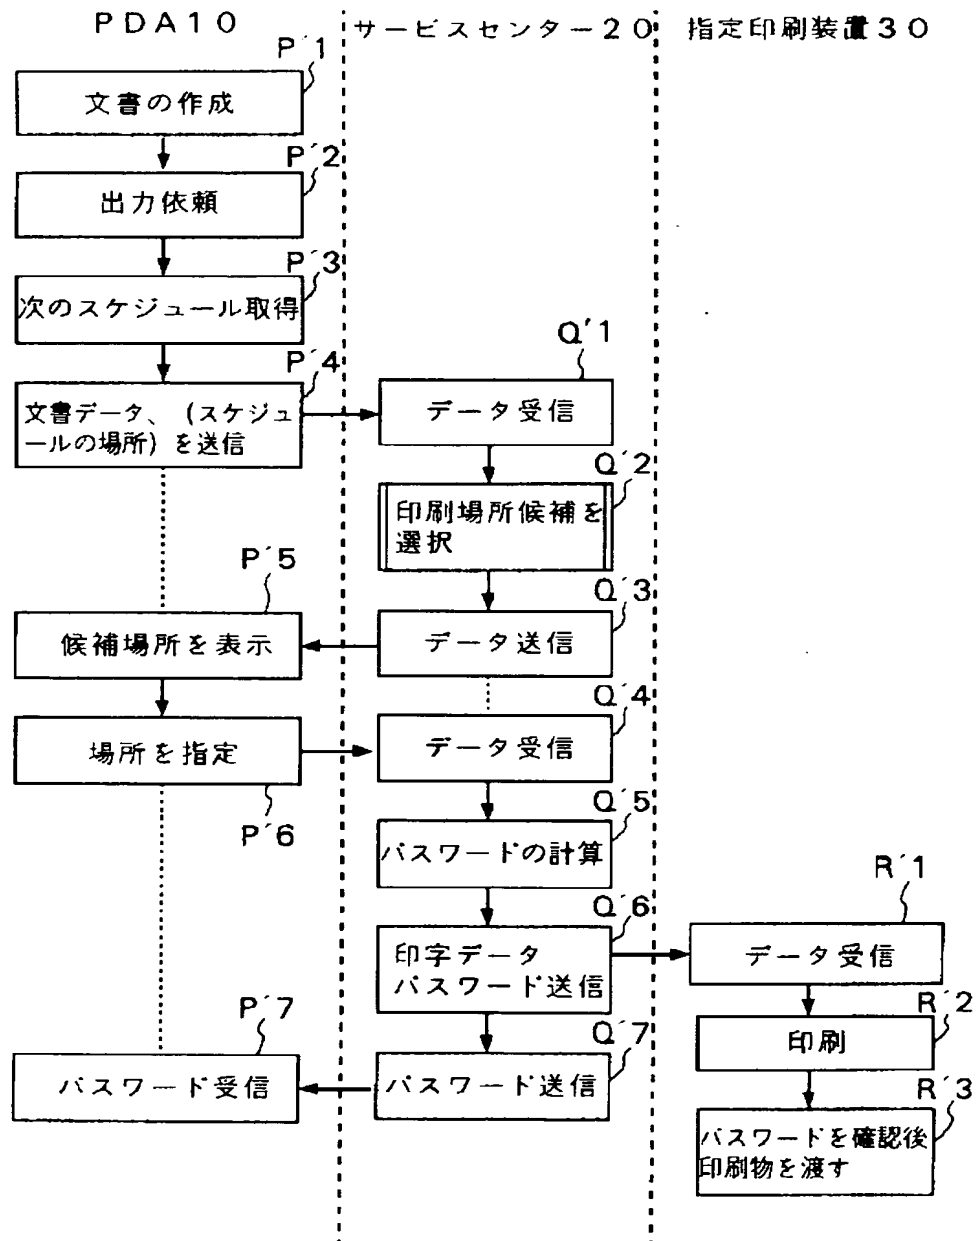 PDA10
サービスセンター20
指定印刷装置30
P´1
文書の作成
P´2
出力依頼
P´3
次のスケジュール取得
P´4
文書データ、(スケジュ
ールの場所)を送信
Q´1
データ受信
Q´2
印刷場所候補を
選択
Q´3
データ送信
P´5
候補場所を表示
P´6
場所を指定
Q´4
データ受信
Q´5
パスワードの計算
Q´6
印字データ
パスワード送信
R´1
データ受信
R´2
印刷
Q´7
パスワード送信
P´7
パスワード受信
R´3
パスワードを確認後
印刷物を渡す